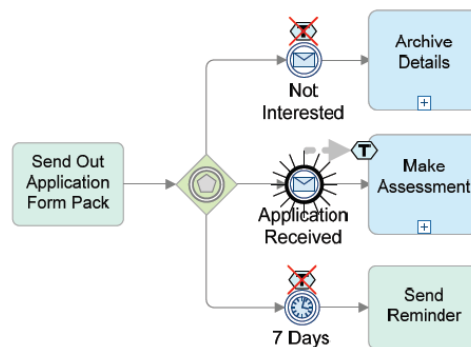 T
Archive
Details
Not
Interested
+
T
Send Out
Application
Form Pack
Make
Assessment
Application
Received
+
T
Send
Reminder
7 Days